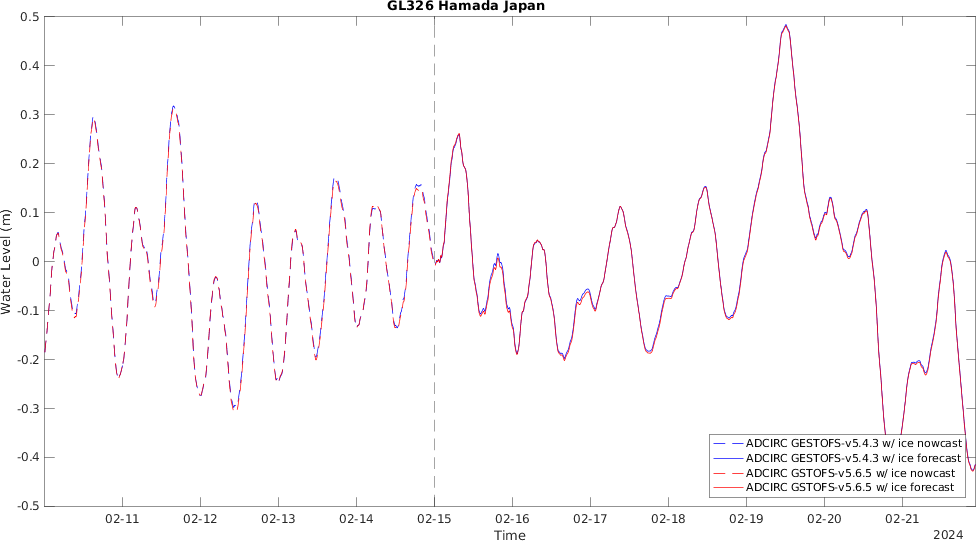 GL326 Hamada Japan
0.5
0.4
0.3
0.2
0.1
0
-0.1
-0.2
-0.3
-0.4
-0.5
Water Level (m)
ADCIRC GESTOFS-v5.4.3 w/ ice nowcast
ADCIRC GESTOFS-v5.4.3 w/ ice forecast
ADCIRC GSTOFS-v5.6.5 w/ ice nowcast
ADCIRC GSTOFS-v5.6.5 w/ ice forecast
02-11 02-12 02-13 02-14 02-15 02-16 02-17 02-18 02-19 02-20 02-21
Time
2024